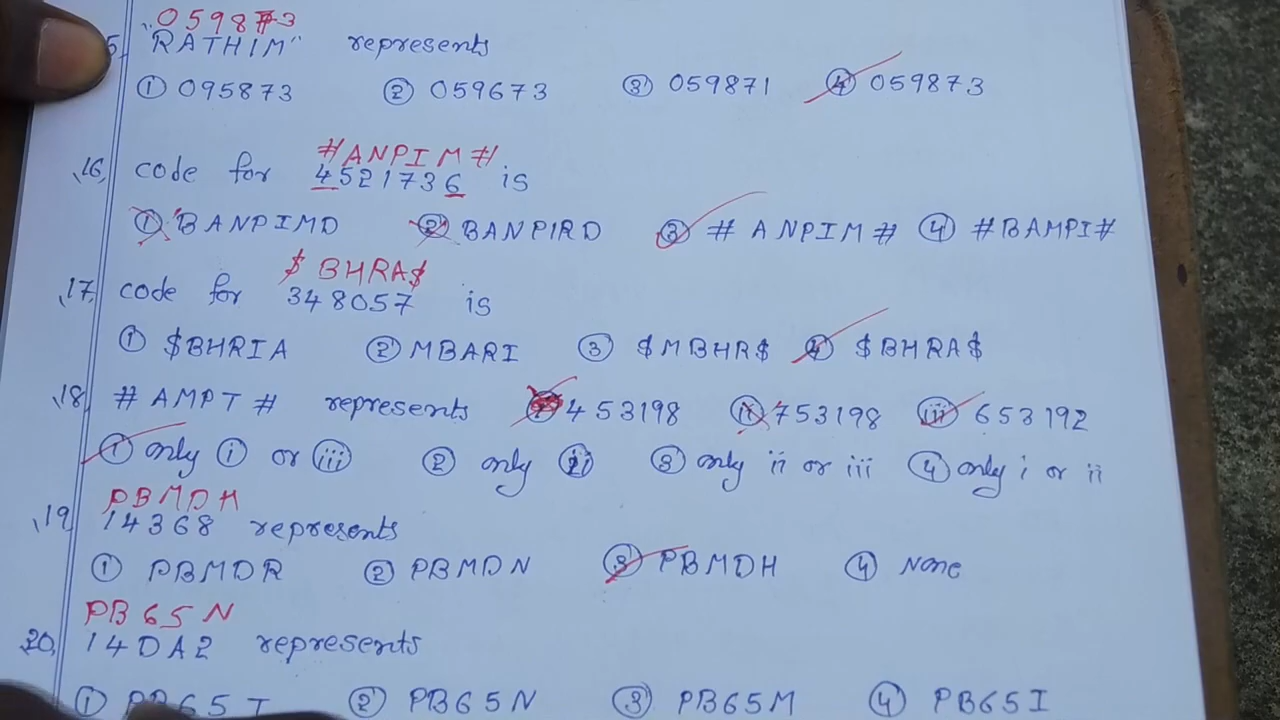 "059873
5, RATHIM" represents
① 095873 ② 059673 ③ 059871 ④ 059873
#ANPIM#
16, code for 4521736 is
① BANPIMD ② BANPIRD ③ #ANPIM# ④ #BAMPI#
$BHRA$
17, code for 348057 is
① $BHRIA ② MBARI ③ $MBHR$ ④ $BHRA$
18, #AMPT# represents ⓘ 453198 ⓘⓘ 753198 ⓘⓘⓘ 653192
① only ⓘ or ⓘⓘⓘ ② only ⓘⓘ ③ only ii or iii ④ only i or ii
PBMDH
19, 14368 represents
① PBMDR ② PBMDN ③ PBMDH ④ None
PB65N
20, 14DA2 represents
① PB65T ② PB65N ③ PB65M ④ PB65I